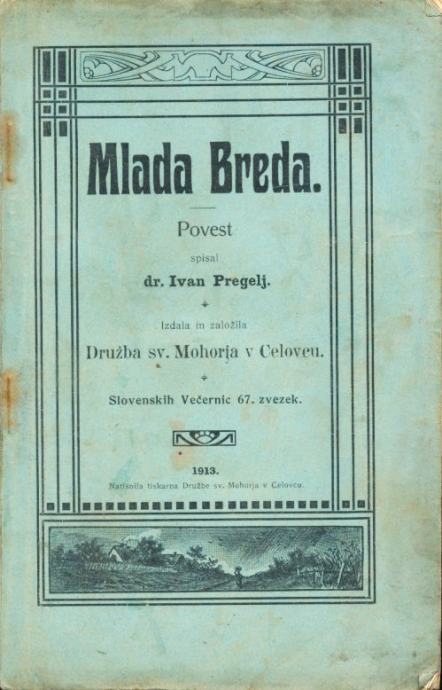 Mlada Breda.
Povest
spisal
dr. Ivan Pregelj.
Izdala in založila
Družba sv. Mohorja v Celovcu.
Slovenskih Večernic 67. zvezek.
1913.
Natisnila tiskarna Družbe sv. Mohorja v Celovcu.